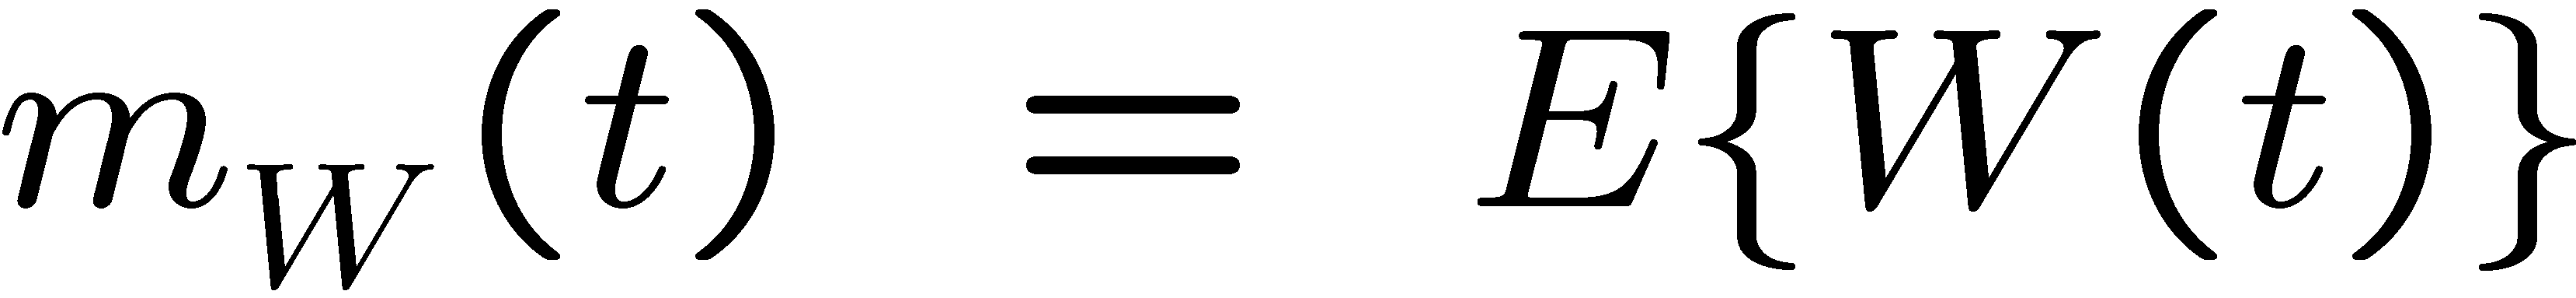 m_W(t) = E{W(t)}